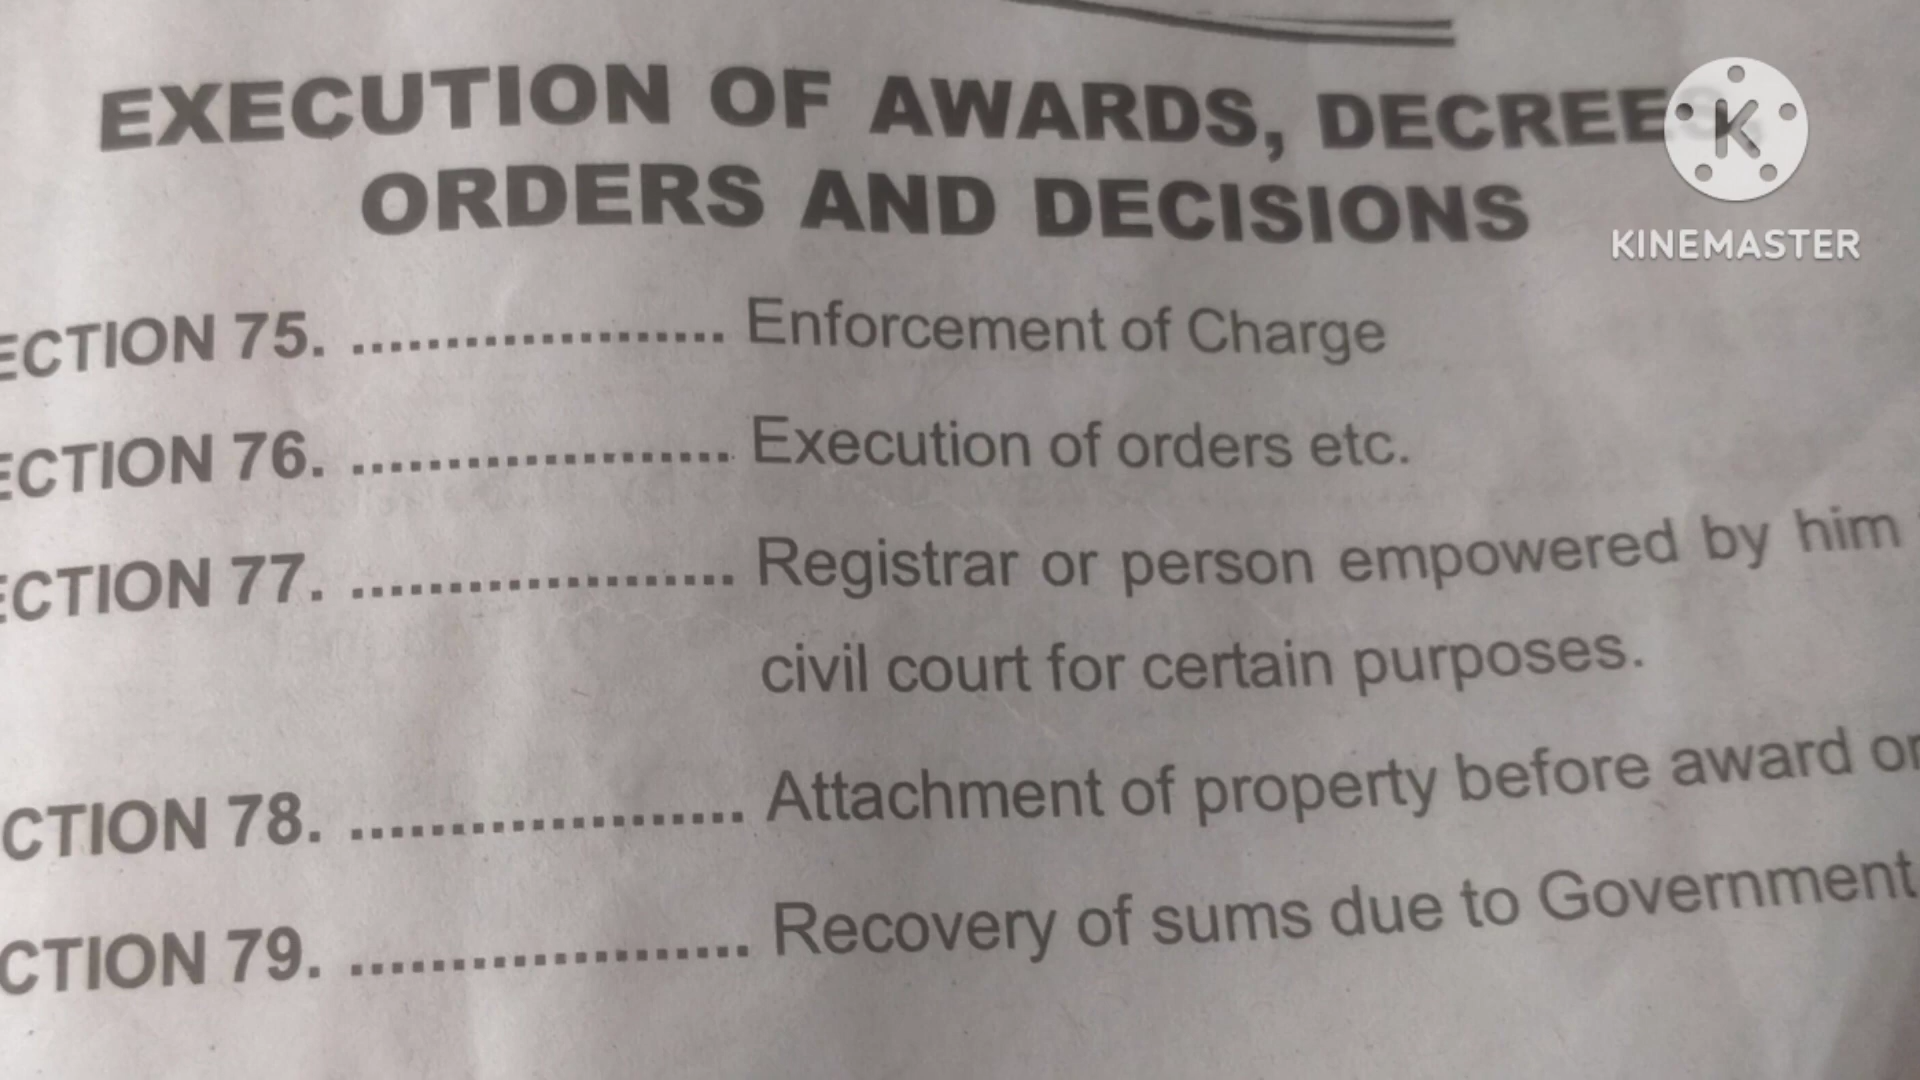 EXECUTION OF AWARDS, DECREES,
ORDERS AND DECISIONS
KINEMASTER
ECTION 75. .................... Enforcement of Charge
ECTION 76. .................... Execution of orders etc.
ECTION 77. .................... Registrar or person empowered by him
civil court for certain purposes.
CTION 78. .................... Attachment of property before award or
CTION 79. .................... Recovery of sums due to Government